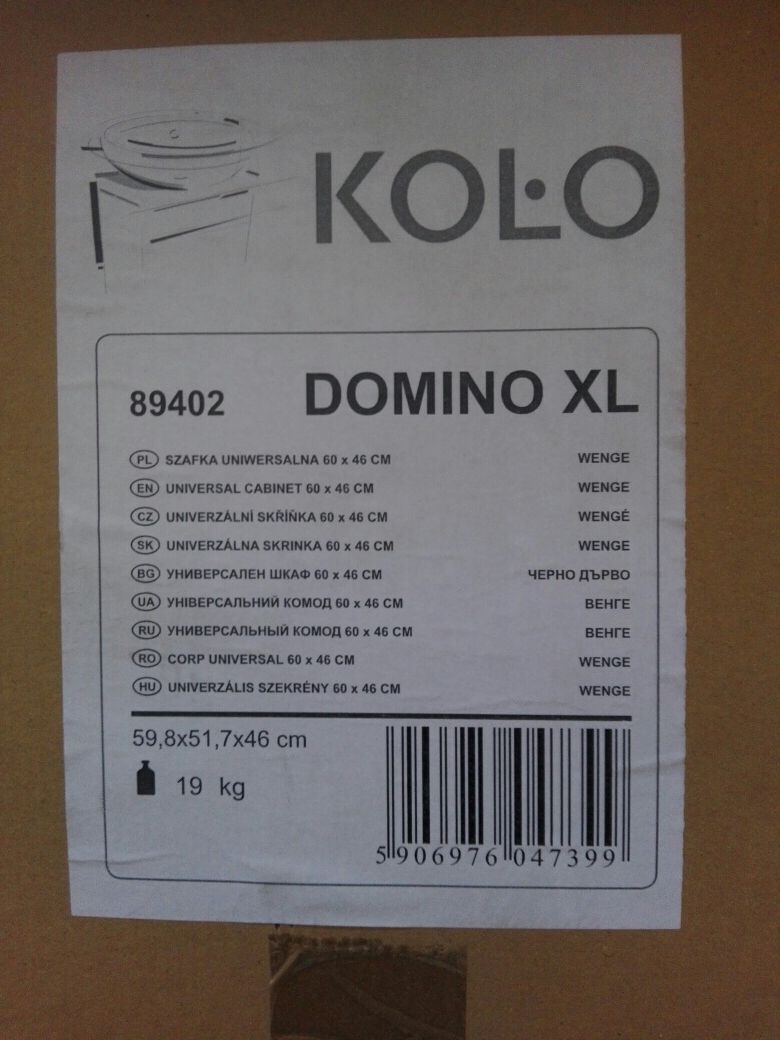 KOŁO
89402 DOMINO XL
PL SZAFKA UNIWERSALNA 60 x 46 CM WENGE
EN UNIVERSAL CABINET 60 x 46 CM WENGE
CZ UNIVERZÁLNÍ SKŘÍŇKA 60 x 46 CM WENGÉ
SK UNIVERZÁLNA SKRINKA 60 x 46 CM WENGE
BG УНИВЕРСАЛЕН ШКАФ 60 x 46 CM ЧЕРНО ДЪРВО
UA УНІВЕРСАЛЬНИЙ КОМОД 60 x 46 CM ВЕНГЕ
RU УНИВЕРСАЛЬНЫЙ КОМОД 60 x 46 CM ВЕНГЕ
RO CORP UNIVERSAL 60 x 46 CM WENGE
HU UNIVERZÁLIS SZEKRÉNY 60 x 46 CM WENGE
59,8x51,7x46 cm
19 kg
5 906976 047399